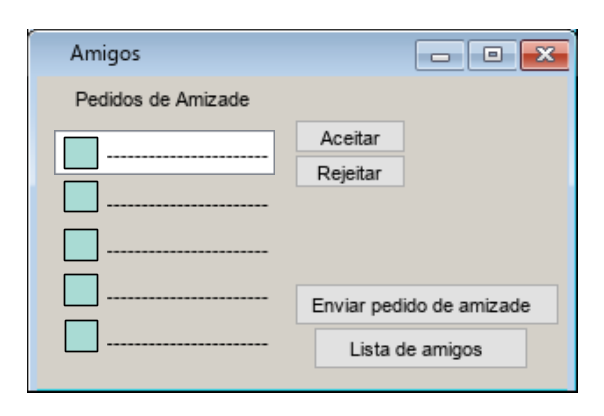 Amigos
Pedidos de Amizade
Aceitar
Rejeitar
Enviar pedido de amizade
Lista de amigos